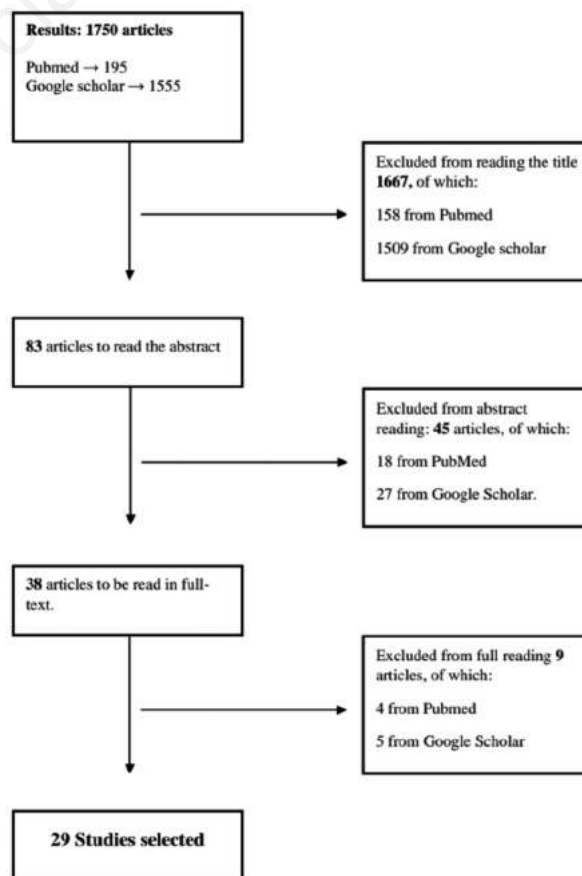 Results: 1750 articles
Pubmed → 195
Google scholar → 1555
Excluded from reading the title
1667, of which:
158 from Pubmed
1509 from Google scholar
83 articles to read the abstract
Excluded from abstract
reading: 45 articles, of which:
18 from PubMed
27 from Google Scholar.
38 articles to be read in full-
text.
Excluded from full reading 9
articles, of which:
4 from Pubmed
5 from Google Scholar
29 Studies selected